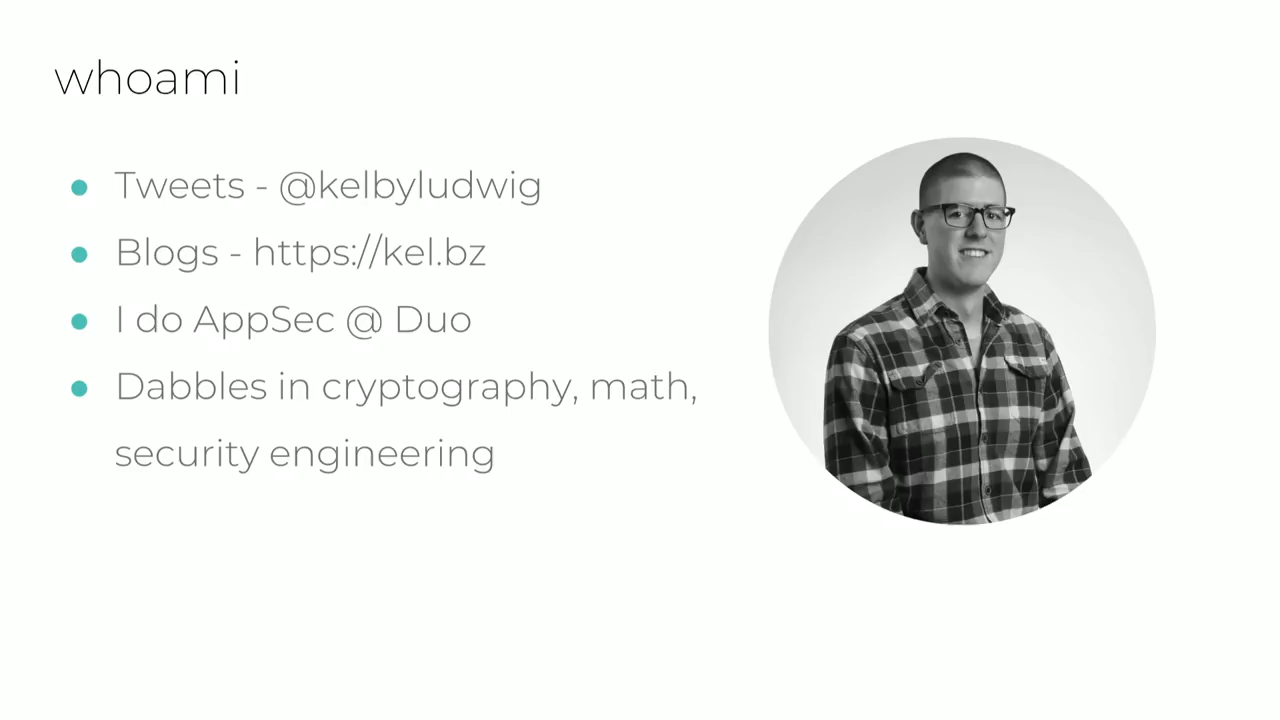 whoami
● Tweets - @kelbyludwig
● Blogs - https://kel.bz
● I do AppSec @ Duo
● Dabbles in cryptography, math,
security engineering